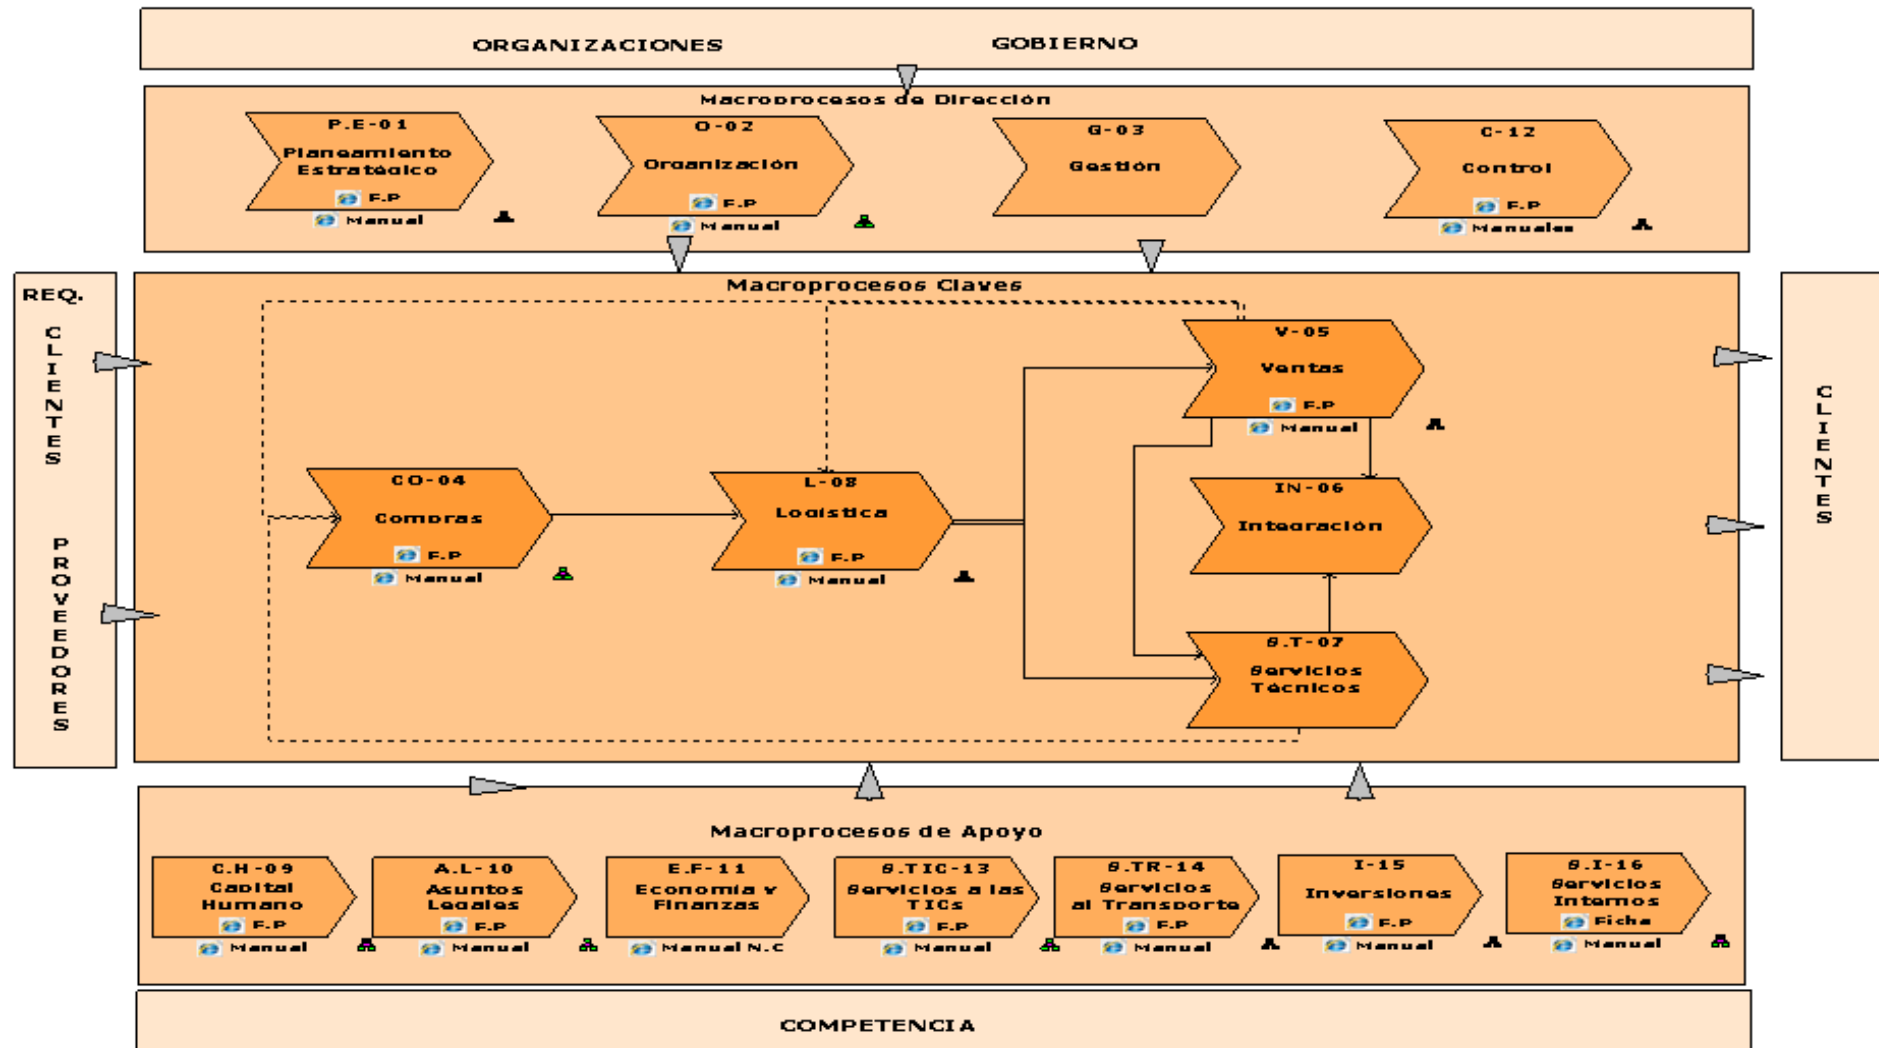 ORGANIZACIONES GOBIERNO
Macroprocesos de Dirección
P.E-01
Planeamiento
Estratégico
F.P
Manual
O-02
Organización
F.P
Manual
G-03
Gestión
C-12
Control
F.P
Manuales
REQ.
CLIENTES
PROVEEDORES
Macroprocesos Claves
V-05
Ventas
F.P
Manual
CO-04
Compras
F.P
Manual
L-08
Logística
F.P
Manual
IN-06
Integración
S.T-07
Servicios
Técnicos
CLIENTES
Macroprocesos de Apoyo
C.H-09
Capital
Humano
F.P
Manual
A.L-10
Asuntos
Legales
F.P
Manual
E.F-11
Economía y
Finanzas
Manual N.C
S.TIC-13
Servicios a las
TICs
F.P
Manual
S.TR-14
Servicios
al Transporte
F.P
Manual
I-15
Inversiones
F.P
Manual
S.I-16
Servicios
Internos
Ficha
Manual
COMPETENCIA